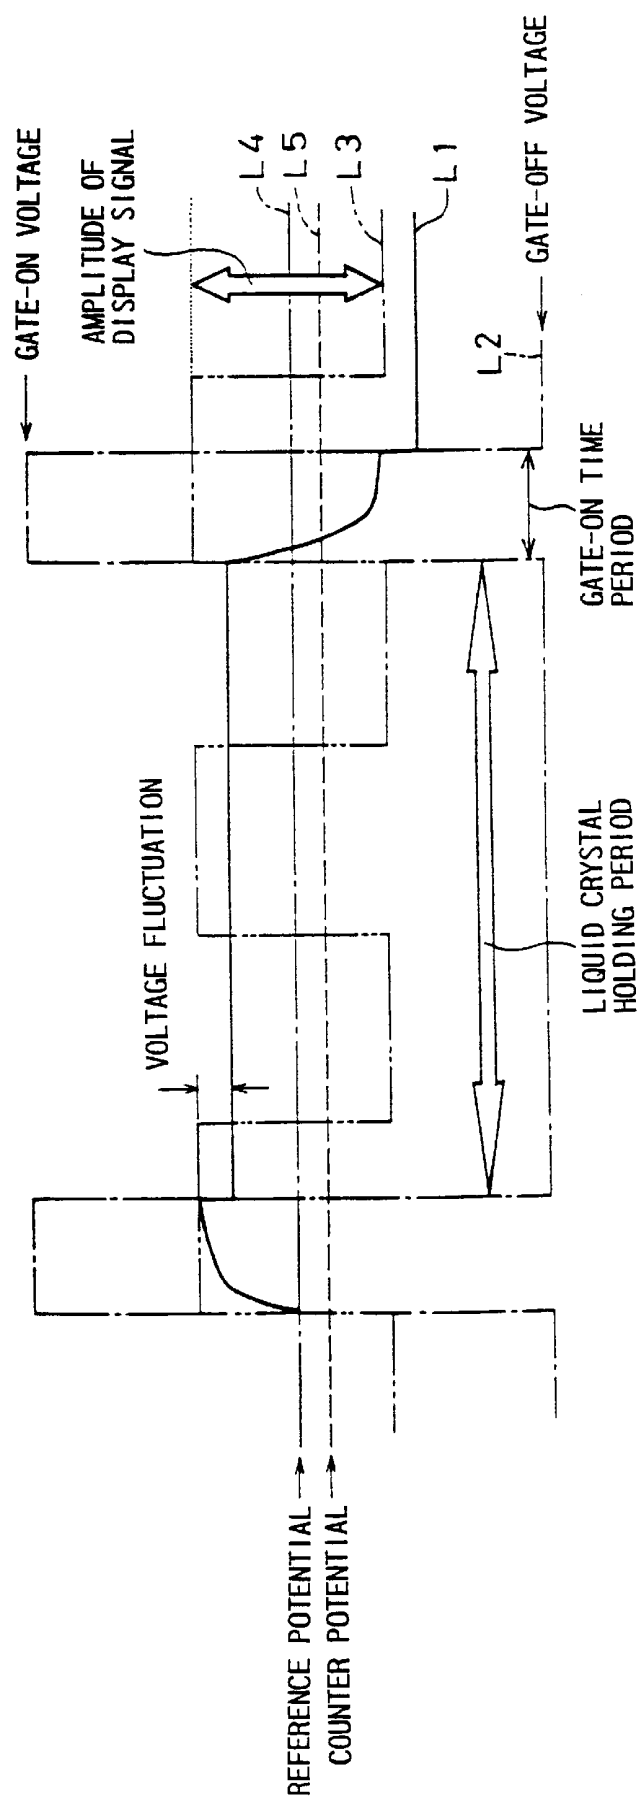 GATE-ON VOLTAGE
AMPLITUDE OF
DISPLAY SIGNAL
L4
L5
L3
L1
L2
GATE-OFF VOLTAGE
VOLTAGE FLUCTUATION
GATE-ON TIME
PERIOD
LIQUID CRYSTAL
HOLDING PERIOD
REFERENCE POTENTIAL
COUNTER POTENTIAL